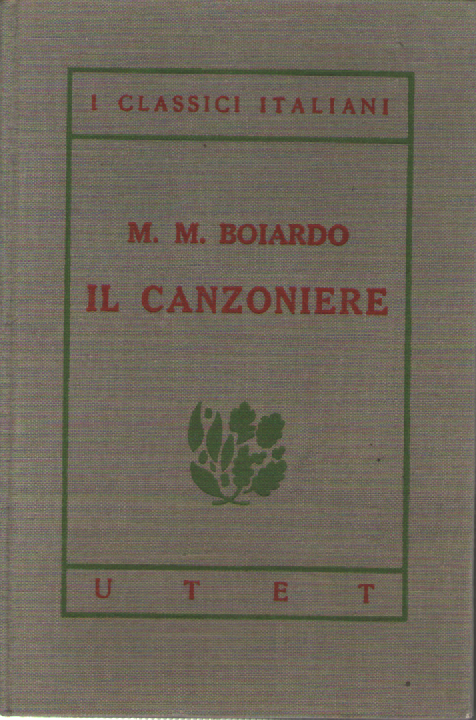 I CLASSICI ITALIANI
M. M. BOIARDO
IL CANZONIERE
U T E T